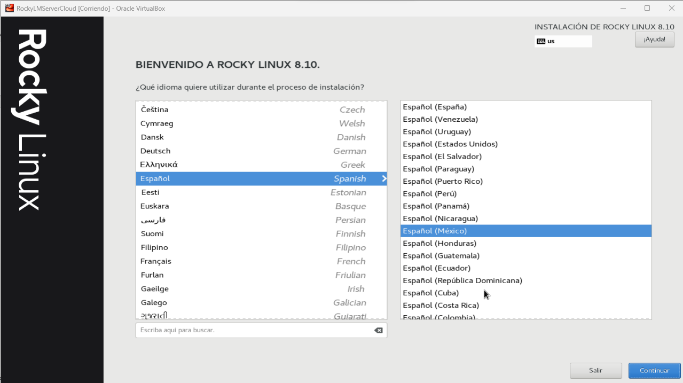 RockyLMServerCloud [Corriendo] - Oracle VirtualBox
Rocky Linux
INSTALACIÓN DE ROCKY LINUX 8.10
us
¡Ayuda!
BIENVENIDO A ROCKY LINUX 8.10.
¿Qué idioma quiere utilizar durante el proceso de instalación?
Čeština Czech
Cymraeg Welsh
Dansk Danish
Deutsch German
Ελληνικά Greek
Español Spanish
Eesti Estonian
Euskara Basque
فارسی Persian
Suomi Finnish
Filipino Filipino
Français French
Furlan Friulian
Gaeilge Irish
Galego Galician
ગુજરાતી Gujarati
Escriba aquí para buscar.
Español (España)
Español (Venezuela)
Español (Uruguay)
Español (Estados Unidos)
Español (El Salvador)
Español (Paraguay)
Español (Puerto Rico)
Español (Perú)
Español (Panamá)
Español (Nicaragua)
Español (México)
Español (Honduras)
Español (Guatemala)
Español (Ecuador)
Español (República Dominicana)
Español (Cuba)
Español (Costa Rica)
Español (Colombia)
Salir
Continuar